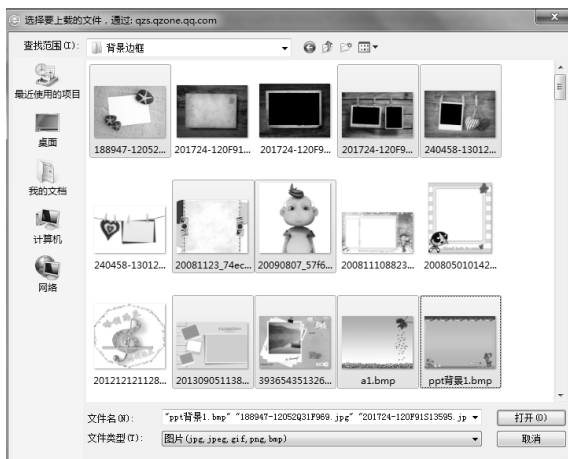 选择要上载的文件，通过: qzs.qzone.qq.com
查找范围(I):
背景边框
最近使用的项目
桌面
我的文档
计算机
网络
188947-12052...
201724-120F91...
201724-120F9...
201724-120F9...
240458-13012...
240458-13012...
20081123_74ec...
20090807_57f6...
200811108823...
200805010142...
201212121128...
201309051138...
393654351326...
a1.bmp
ppt背景1.bmp
文件名(N):
"ppt背景1.bmp" "188947-12052Q31F969.jpg" "201724-120F91S13595.jp
打开(O)
文件类型(T):
图片(jpg,jpeg,gif,png,bmp)
取消